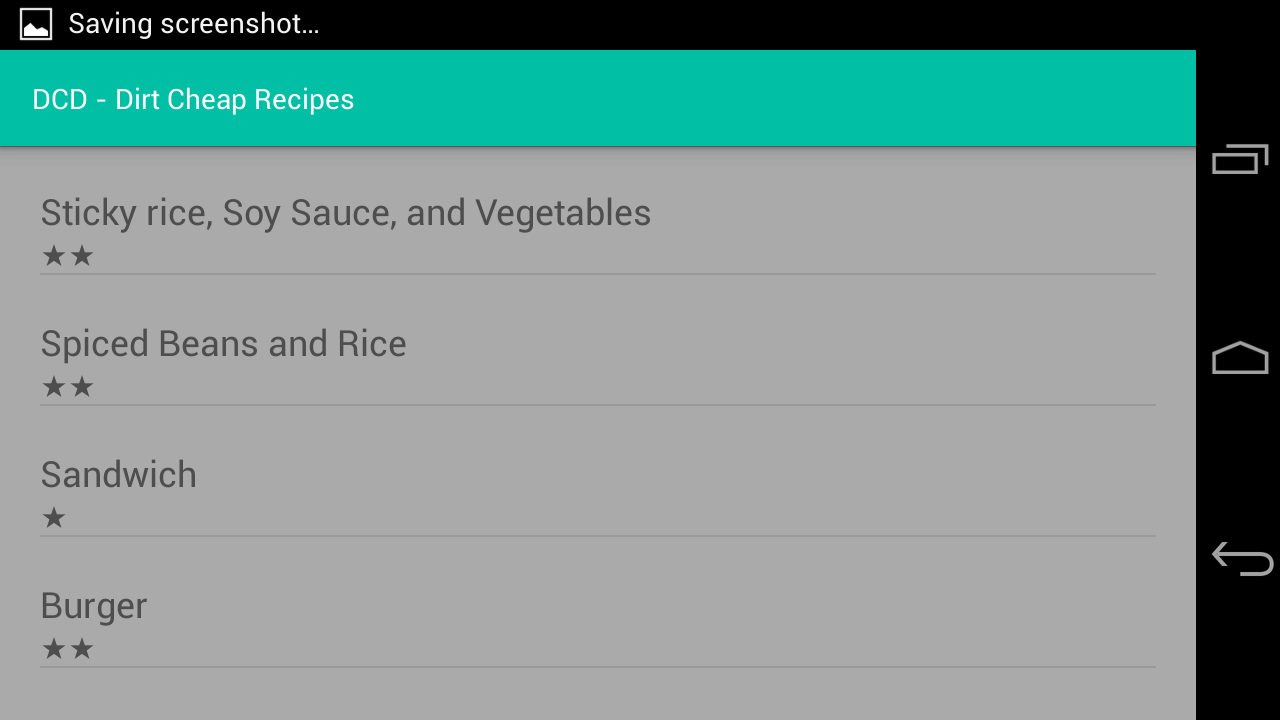 Saving screenshot...
DCD - Dirt Cheap Recipes
Sticky rice, Soy Sauce, and Vegetables
★★
Spiced Beans and Rice
★★
Sandwich
★
Burger
★★